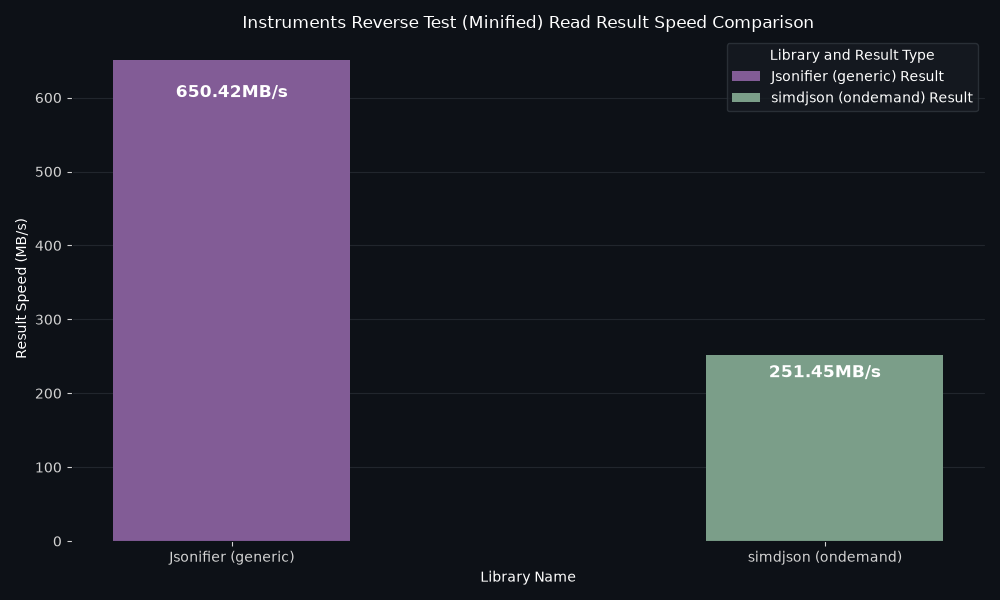 Instruments Reverse Test (Minified) Read Result Speed Comparison
Library and Result Type
Jsonifier (generic) Result
simdjson (ondemand) Result
650.42MB/s
251.45MB/s
Result Speed (MB/s)
600
500
400
300
200
100
0
Jsonifier (generic)
simdjson (ondemand)
Library Name